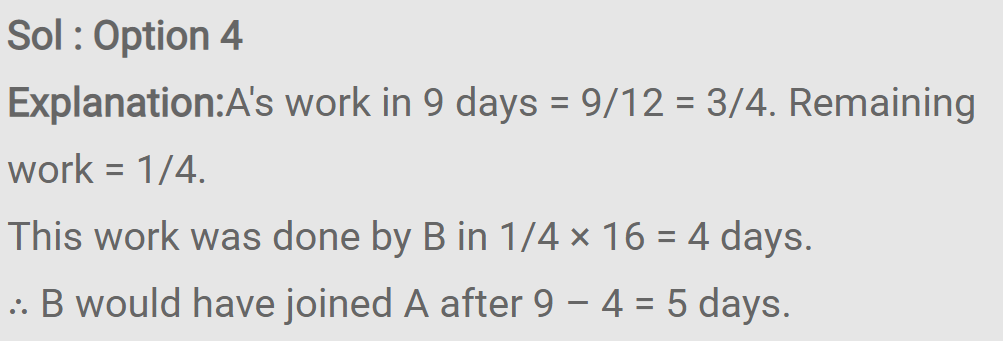 Sol : Option 4
Explanation:A's work in 9 days = 9/12 = 3/4. Remaining
work = 1/4.
This work was done by B in 1/4 × 16 = 4 days.
∴ B would have joined A after 9 – 4 = 5 days.